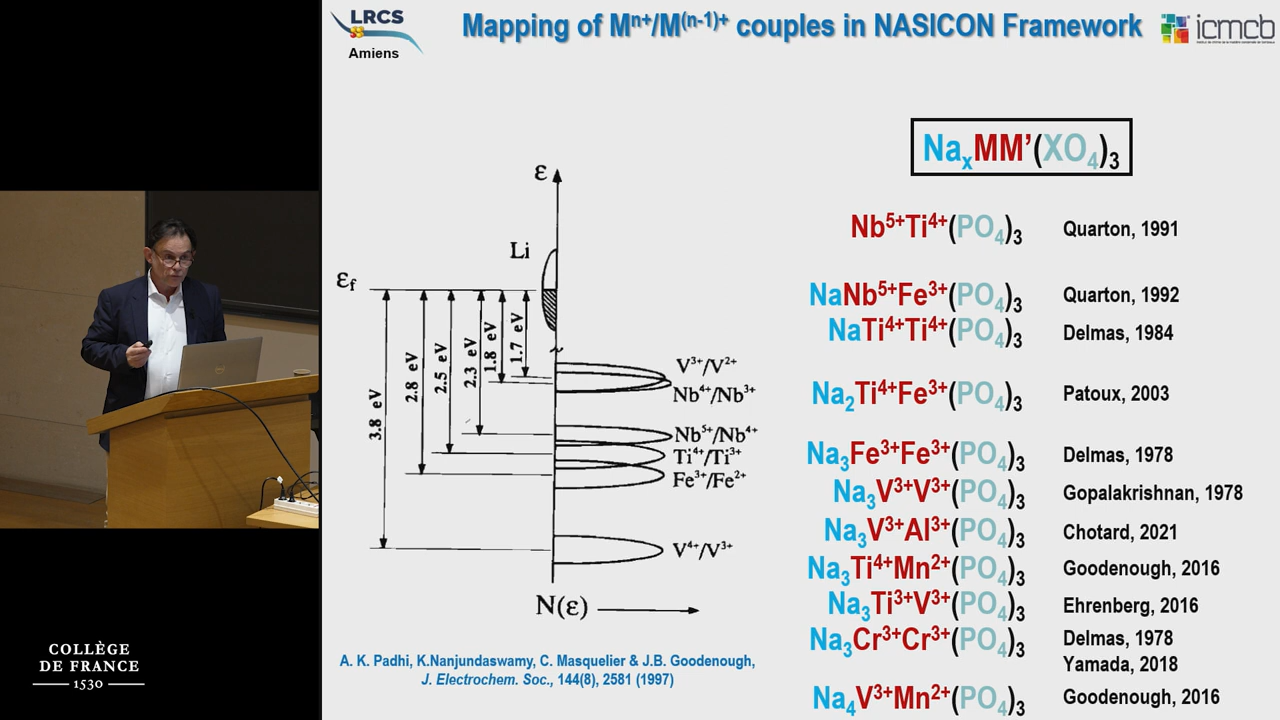 LRCS
Amiens
Mapping of Mⁿ⁺/M⁽ⁿ⁻¹⁾⁺ couples in NASICON Framework
icmcb
NaₓMM’(XO₄)₃
ε
Li
εf
3.8 eV
2.8 eV
2.5 eV
2.3 eV
1.8 eV
1.7 eV
V³⁺/V²⁺
Nb⁴⁺/Nb³⁺
Nb⁵⁺/Nb⁴⁺
Ti⁴⁺/Ti³⁺
Fe³⁺/Fe²⁺
V⁴⁺/V³⁺
N(ε)
A. K. Padhi, K.Nanjundaswamy, C. Masquelier & J.B. Goodenough,
J. Electrochem. Soc., 144(8), 2581 (1997)
Nb⁵⁺Ti⁴⁺(PO₄)₃ Quarton, 1991
NaNb⁵⁺Fe³⁺(PO₄)₃ Quarton, 1992
NaTi⁴⁺Ti⁴⁺(PO₄)₃ Delmas, 1984
Na₂Ti⁴⁺Fe³⁺(PO₄)₃ Patoux, 2003
Na₃Fe³⁺Fe³⁺(PO₄)₃ Delmas, 1978
Na₃V³⁺V³⁺(PO₄)₃ Gopalakrishnan, 1978
Na₃V³⁺Al³⁺(PO₄)₃ Chotard, 2021
Na₃Ti⁴⁺Mn²⁺(PO₄)₃ Goodenough, 2016
Na₃Ti³⁺V³⁺(PO₄)₃ Ehrenberg, 2016
Na₃Cr³⁺Cr³⁺(PO₄)₃ Delmas, 1978
Yamada, 2018
Na₄V³⁺Mn²⁺(PO₄)₃ Goodenough, 2016
COLLÈGE
DE FRANCE
1530